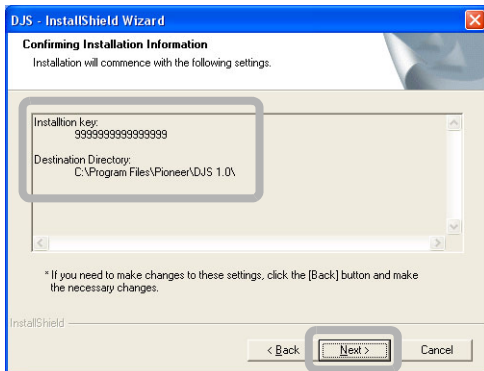 DJS - InstallShield Wizard
Confirming Installation Information
Installation will commence with the following settings.
Installtion key:
9999999999999999
Destination Directory:
C:\Program Files\Pioneer\DJS 1.0\
* If you need to make changes to these settings, click the [Back] button and make
the necessary changes.
InstallShield
< Back
Next >
Cancel